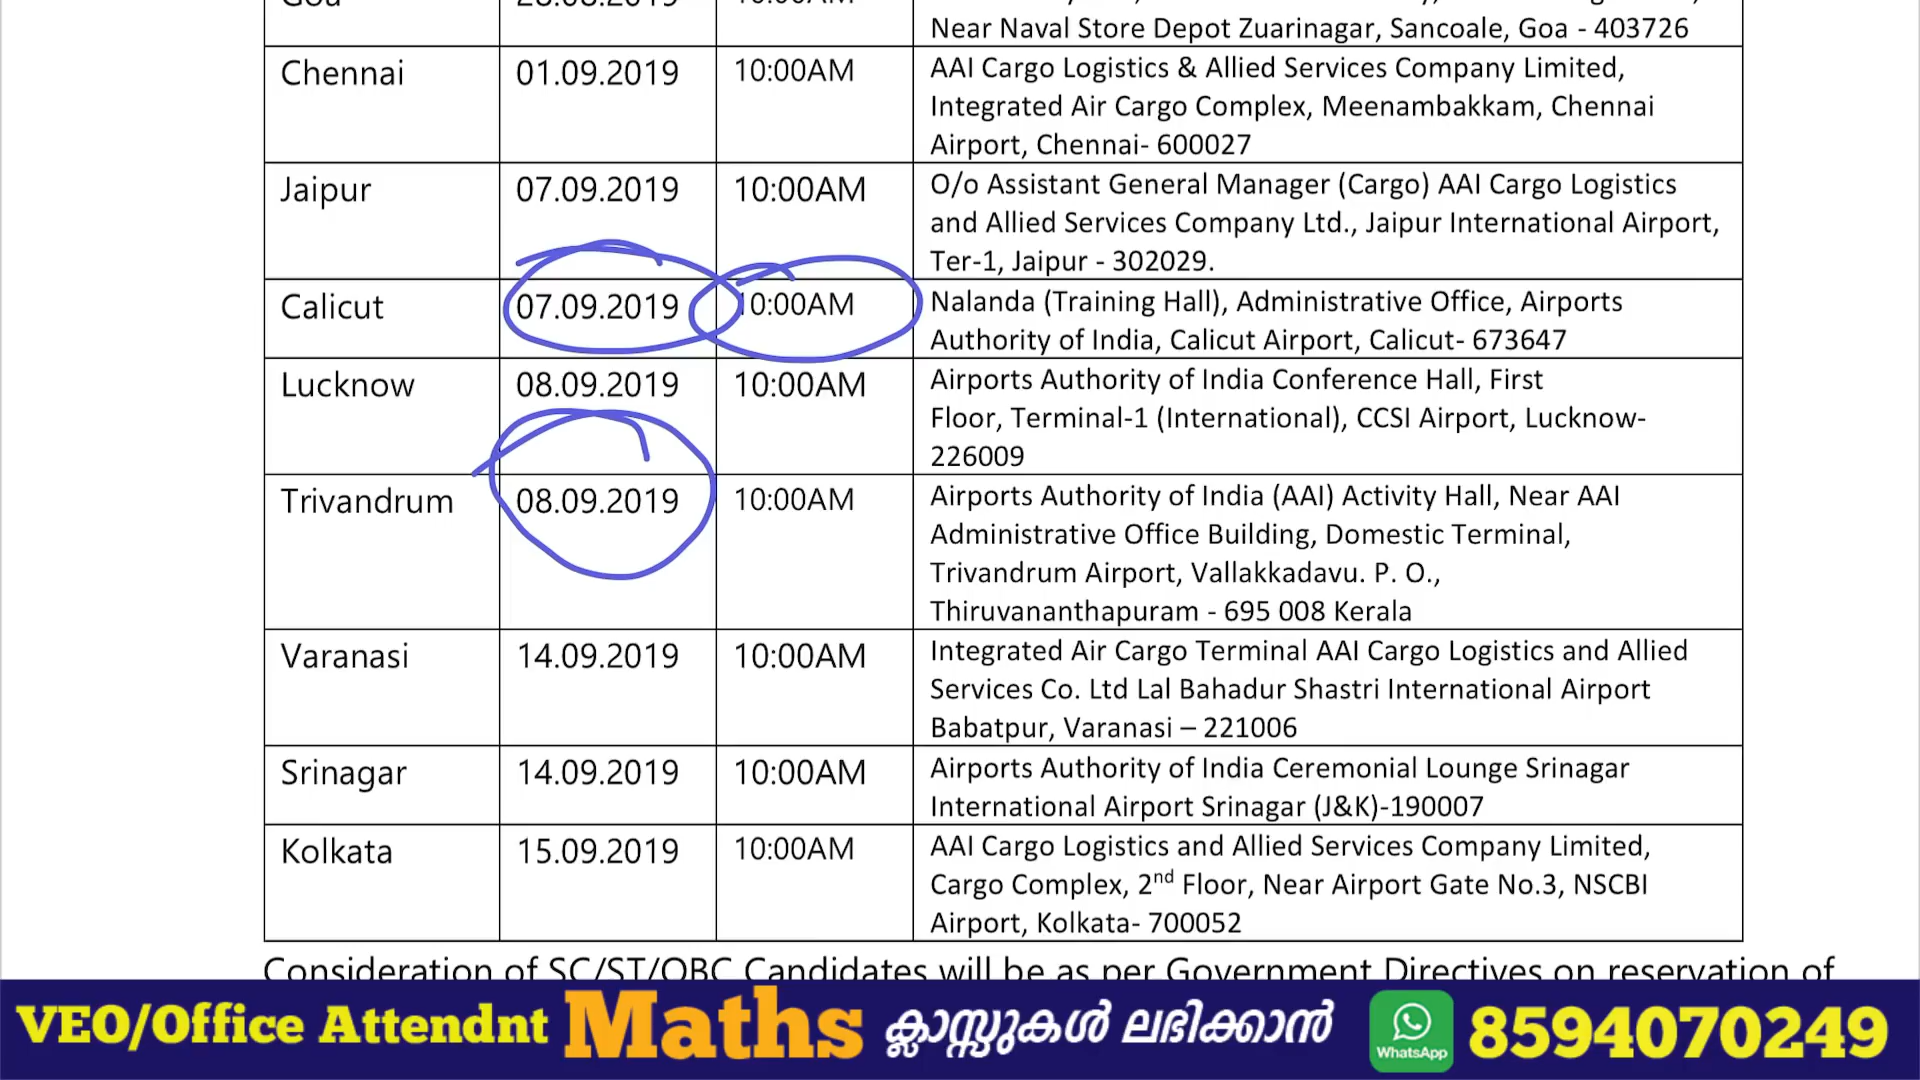 Goa
Near Naval Store Depot Zuarinagar, Sancoale, Goa - 403726
Chennai 01.09.2019 10:00AM AAI Cargo Logistics & Allied Services Company Limited,
Integrated Air Cargo Complex, Meenambakkam, Chennai
Airport, Chennai- 600027
Jaipur 07.09.2019 10:00AM O/o Assistant General Manager (Cargo) AAI Cargo Logistics
and Allied Services Company Ltd., Jaipur International Airport,
Ter-1, Jaipur - 302029.
Calicut 07.09.2019 10:00AM Nalanda (Training Hall), Administrative Office, Airports
Authority of India, Calicut Airport, Calicut- 673647
Lucknow 08.09.2019 10:00AM Airports Authority of India Conference Hall, First
Floor, Terminal-1 (International), CCSI Airport, Lucknow-
226009
Trivandrum 08.09.2019 10:00AM Airports Authority of India (AAI) Activity Hall, Near AAI
Administrative Office Building, Domestic Terminal,
Trivandrum Airport, Vallakkadavu. P. O.,
Thiruvananthapuram - 695 008 Kerala
Varanasi 14.09.2019 10:00AM Integrated Air Cargo Terminal AAI Cargo Logistics and Allied
Services Co. Ltd Lal Bahadur Shastri International Airport
Babatpur, Varanasi – 221006
Srinagar 14.09.2019 10:00AM Airports Authority of India Ceremonial Lounge Srinagar
International Airport Srinagar (J&K)-190007
Kolkata 15.09.2019 10:00AM AAI Cargo Logistics and Allied Services Company Limited,
Cargo Complex, 2nd Floor, Near Airport Gate No.3, NSCBI
Airport, Kolkata- 700052
Consideration of SC/ST/OBC Candidates will be as per Government Directives on reservation of
VEO/Office Attendnt Maths ക്ലാസ്സുകൾ ലഭിക്കാൻ WhatsApp 8594070249